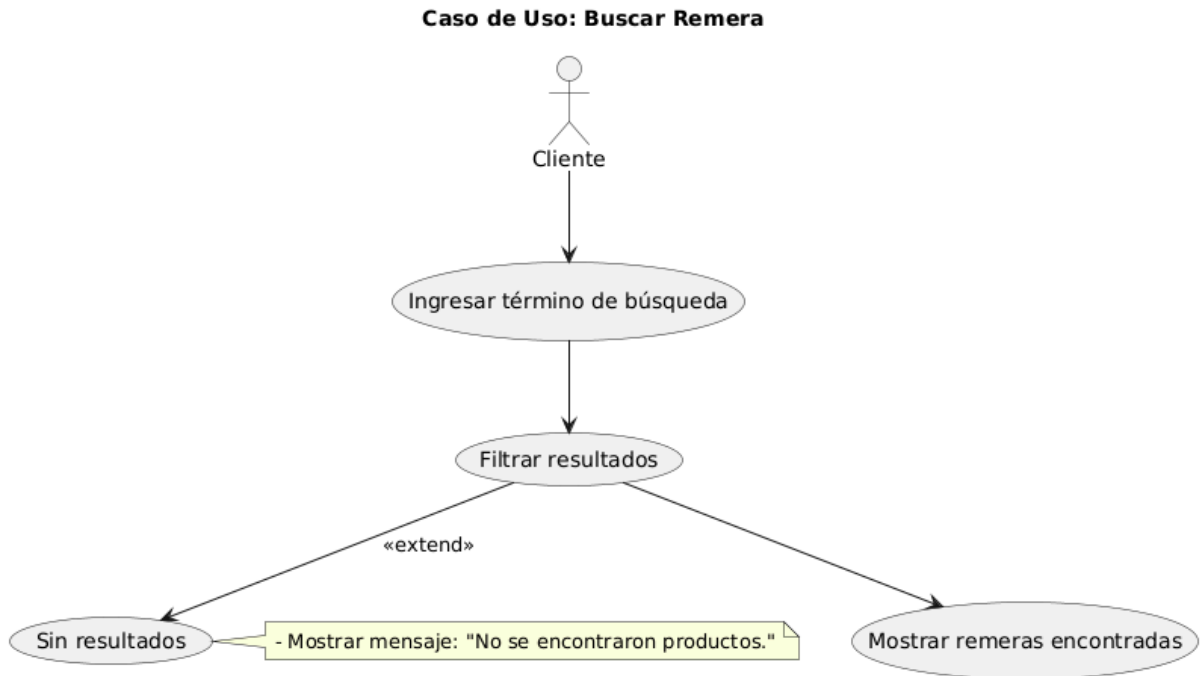 Caso de Uso: Buscar Remera
Cliente
Ingresar término de búsqueda
Filtrar resultados
«extend»
Sin resultados
- Mostrar mensaje: "No se encontraron productos."
Mostrar remeras encontradas